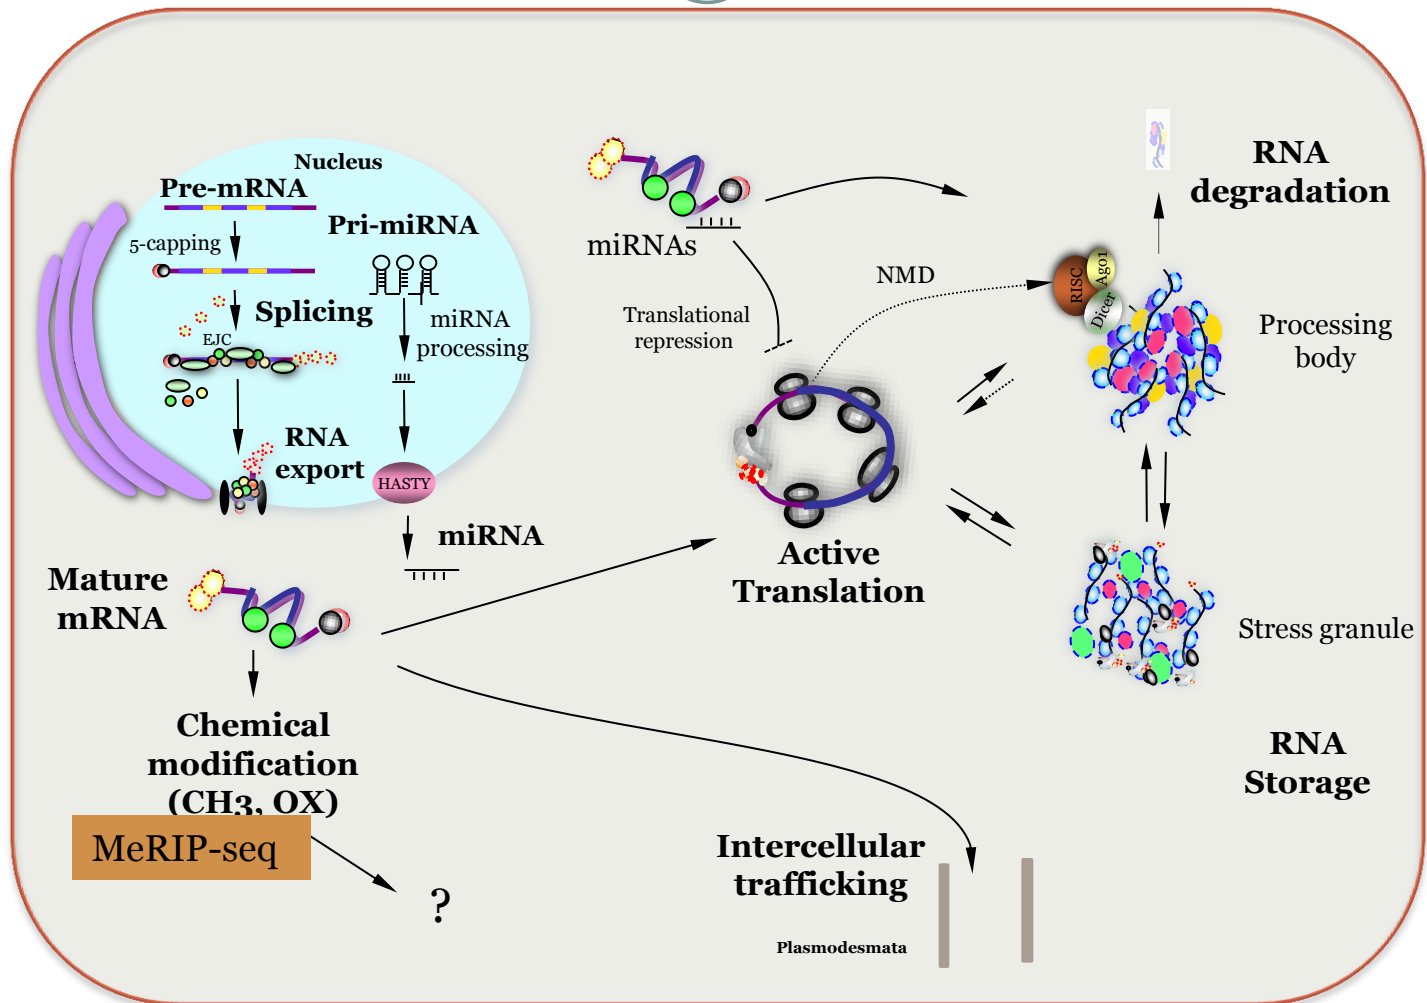 Nucleus
Pre-mRNA
5-capping
Splicing
EJC
RNA
export
Pri-miRNA
miRNA
processing
HASTY
miRNA
Mature
mRNA
Chemical
modification
(CH3, OX)
MeRIP-seq
?
miRNAs
Translational
repression
NMD
Active
Translation
RISC
Ago1
Dicer
RNA
degradation
Processing
body
Stress granule
RNA
Storage
Intercellular
trafficking
Plasmodesmata